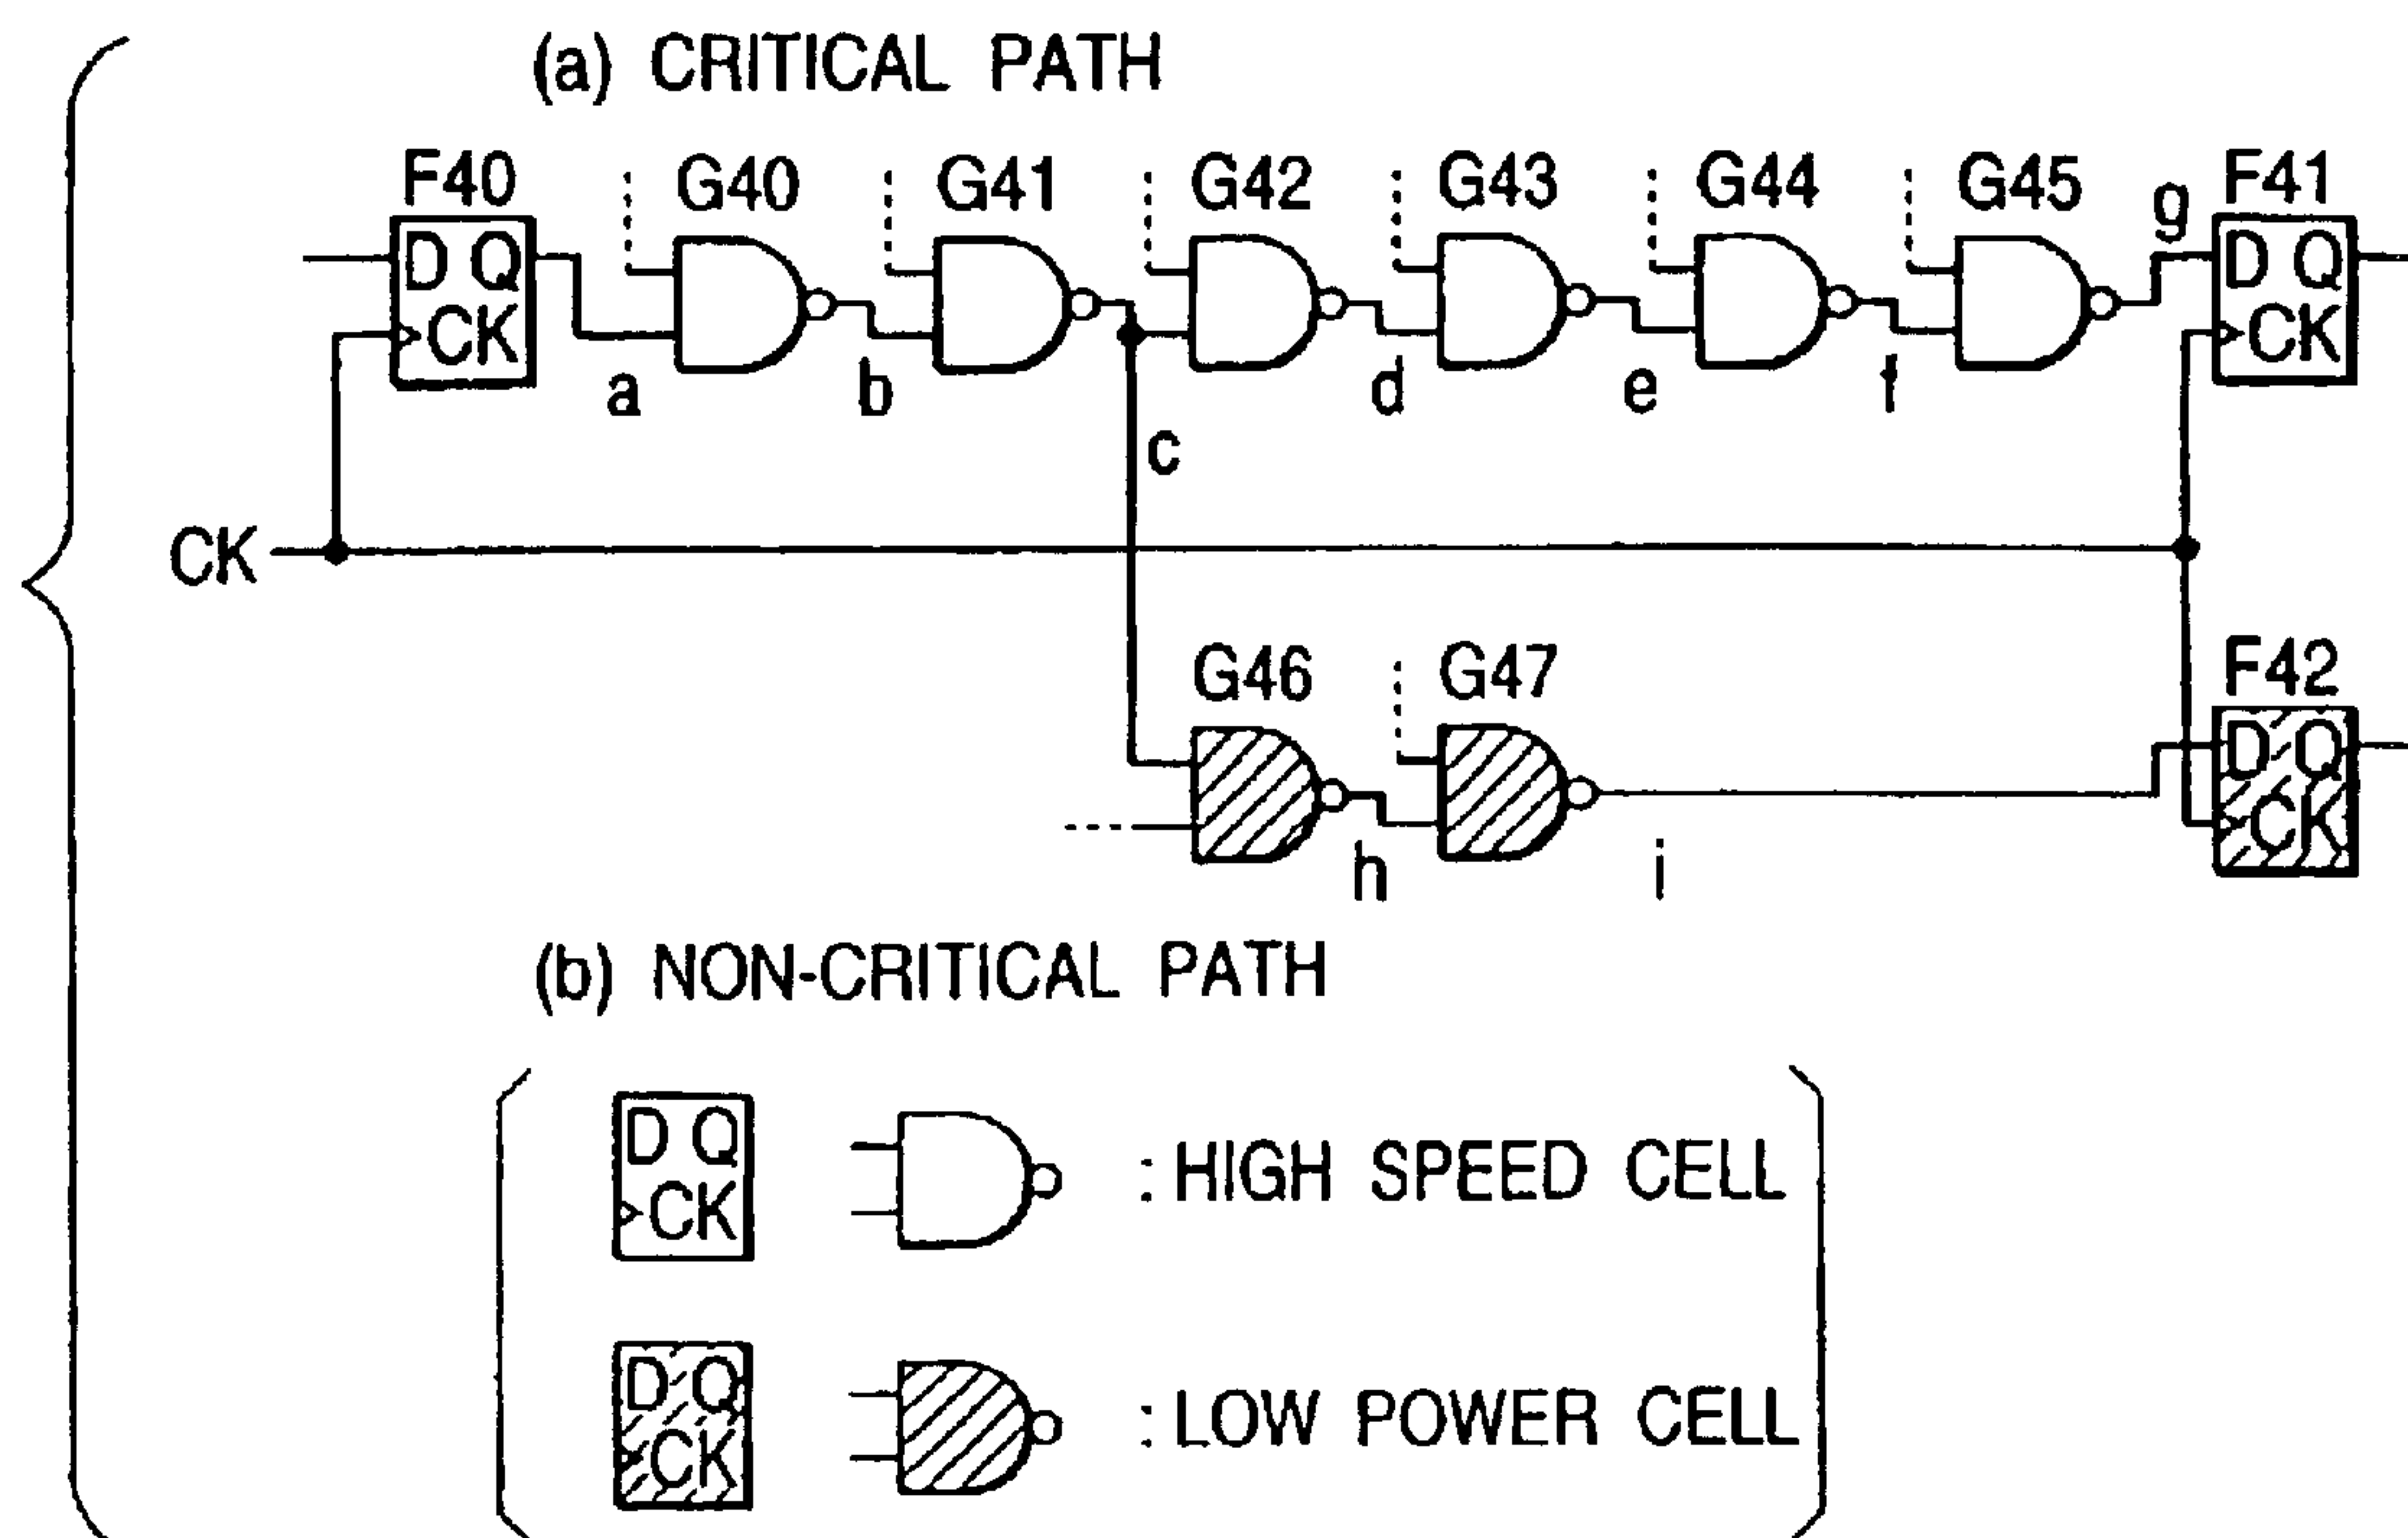 (a) CRITICAL PATH
F40 G40 G41 G42 G43 G44 G45 g F41
D Q
CK
D Q
CK
a b d e f
c
CK
G46 G47 F42
D Q
CK
h i
(b) NON-CRITICAL PATH
D Q
CK
: HIGH SPEED CELL
D Q
CK
: LOW POWER CELL